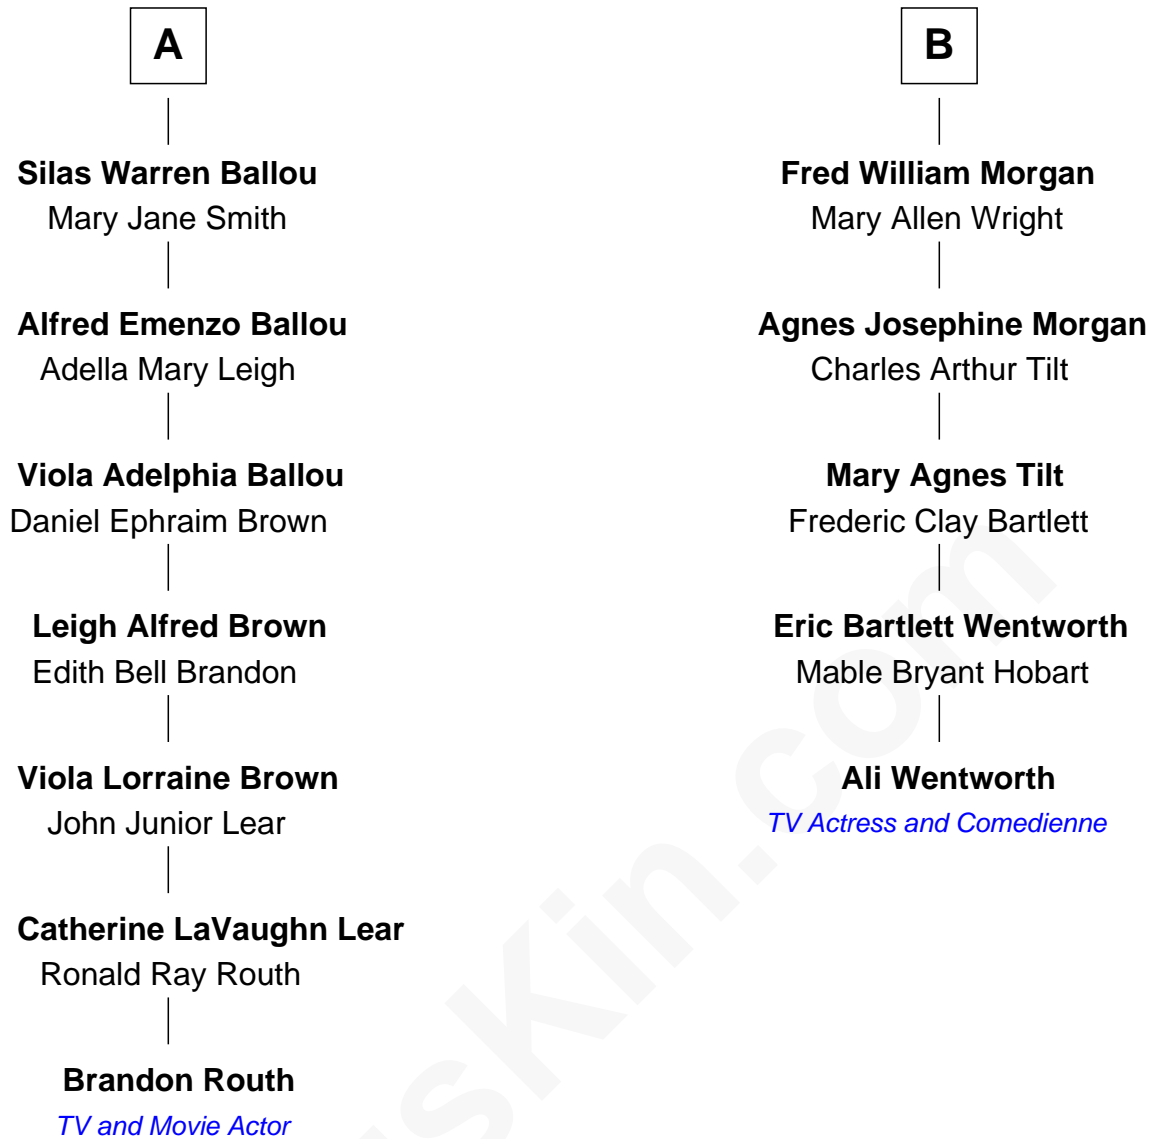 A
Silas Warren Ballou
Mary Jane Smith
Alfred Emenzo Ballou
Adella Mary Leigh
Viola Adelphia Ballou
Daniel Ephraim Brown
Leigh Alfred Brown
Edith Bell Brandon
Viola Lorraine Brown
John Junior Lear
Catherine LaVaughn Lear
Ronald Ray Routh
Brandon Routh
TV and Movie Actor
B
Fred William Morgan
Mary Allen Wright
Agnes Josephine Morgan
Charles Arthur Tilt
Mary Agnes Tilt
Frederic Clay Bartlett
Eric Bartlett Wentworth
Mable Bryant Hobart
Ali Wentworth
TV Actress and Comedienne